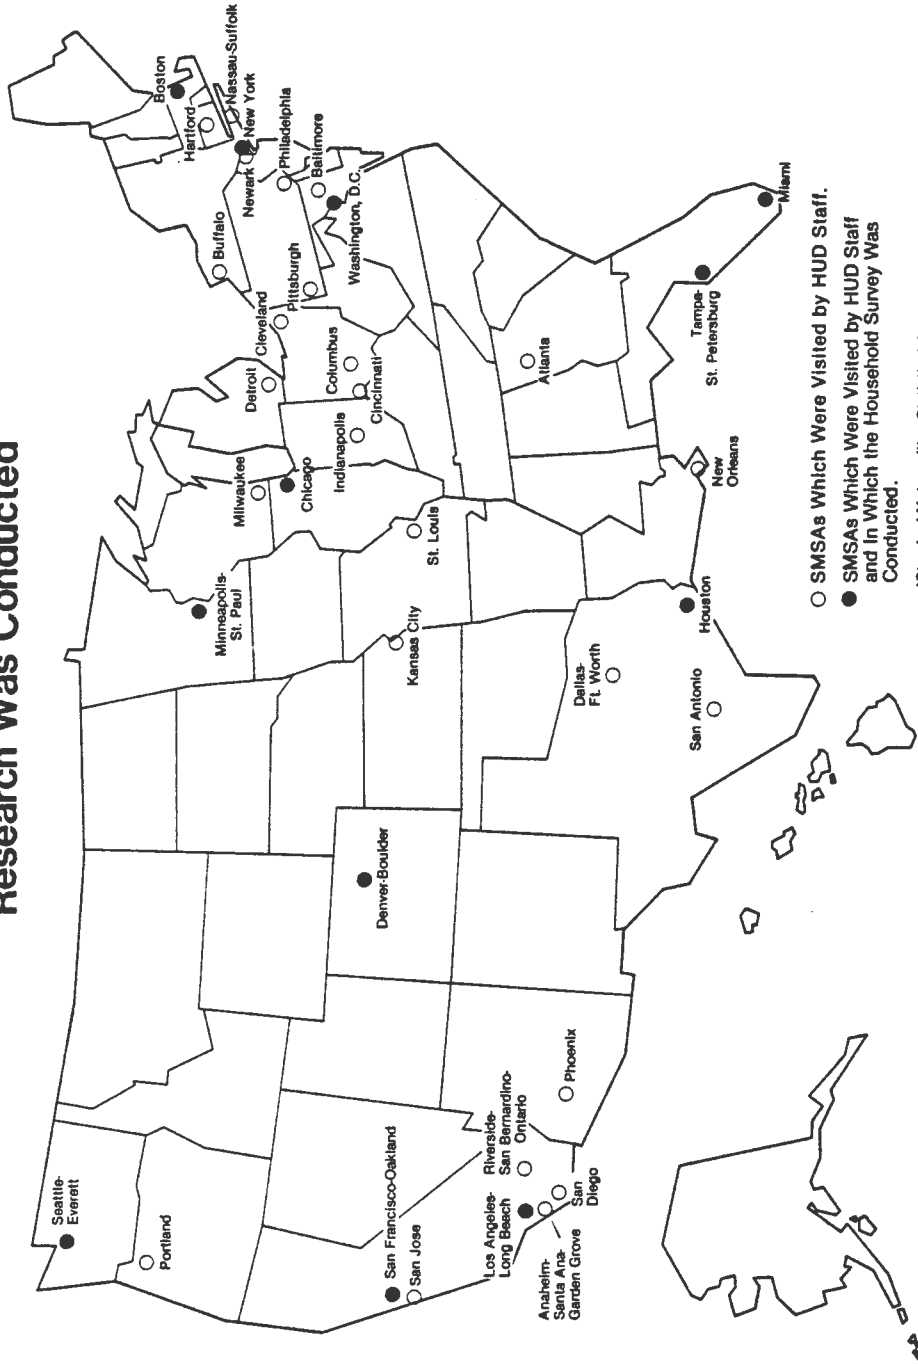 Research Was Conducted
Seattle-
Everett
Portland
San Francisco-Oakland
San Jose
Los Angeles-
Long Beach
Anaheim-
Santa Ana-
Garden Grove
Riverside-
San Bernardino-
Ontario
San
Diego
Phoenix
Denver-Boulder
Minneapolis-
St. Paul
Kansas City
St. Louis
Dallas-
Ft. Worth
San Antonio
Houston
New
Orleans
Milwaukee
Chicago
Indianapolis
Detroit
Cleveland
Columbus
Cincinnati
Pittsburgh
Buffalo
Atlanta
Tampa-
St. Petersburg
Miami
Washington, D.C.
Baltimore
Philadelphia
Newark
New York
Nassau-Suffolk
Hartford
Boston
SMSAs Which Were Visited by HUD Staff.
SMSAs Which Were Visited by HUD Staff
and In Which the Household Survey Was
Conducted.